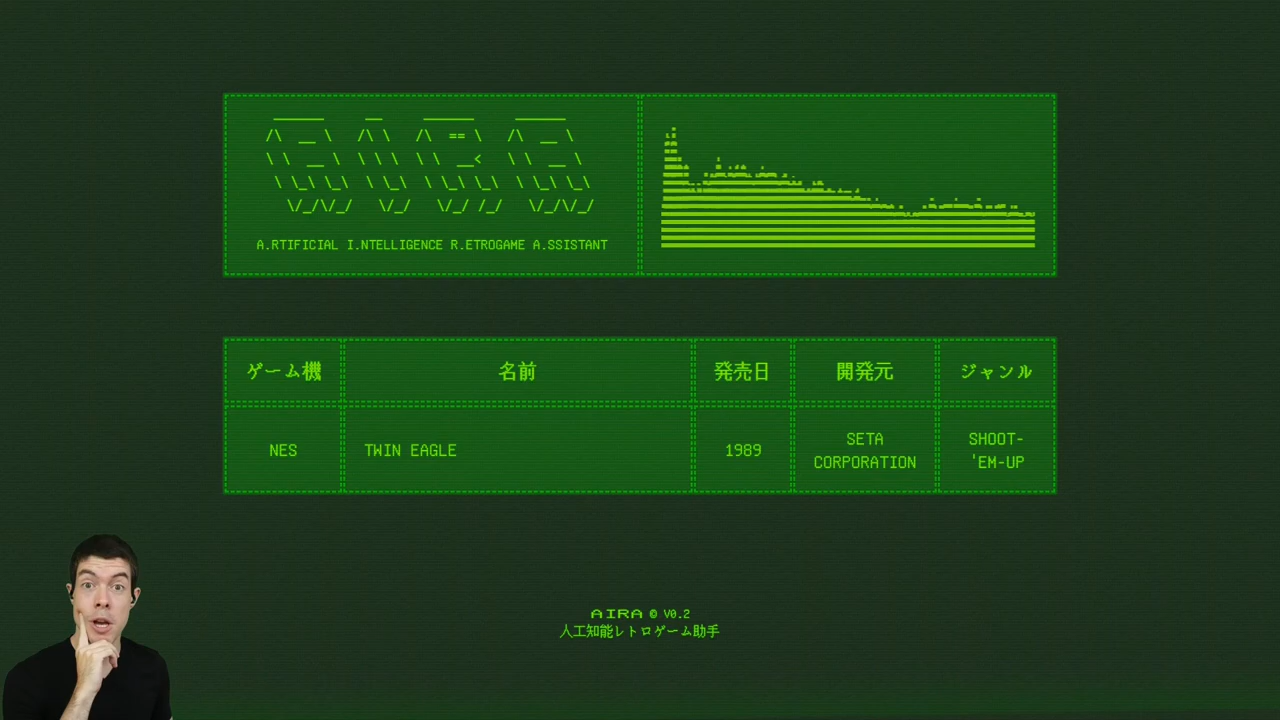 AIRA
A.RTIFICIAL I.NTELLIGENCE R.ETROGAME A.SSISTANT
ゲーム機 名前 発売日 開発元 ジャンル
NES TWIN EAGLE 1989 SETA CORPORATION SHOOT-'EM-UP
AIRA © V0.2
人工知能レトロゲーム助手